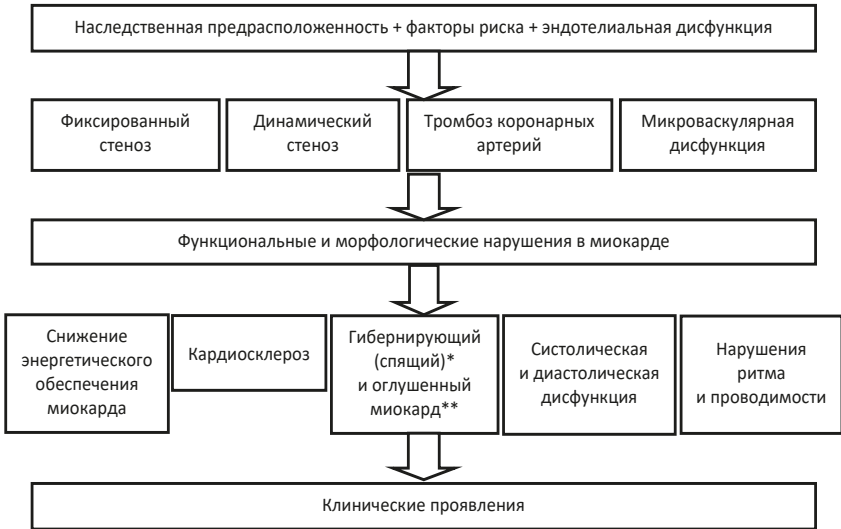 Наследственная предрасположенность + факторы риска + эндотелиальная дисфункция
Фиксированный
стеноз
Динамический
стеноз
Тромбоз коронарных
артерий
Микроваскулярная
дисфункция
Функциональные и морфологические нарушения в миокарде
Снижение
энергетического
обеспечения
миокарда
Кардиосклероз
Гибернирующий
(спящий)*
и оглушенный
миокард**
Систолическая
и диастолическая
дисфункция
Нарушения
ритма
и проводимости
Клинические проявления